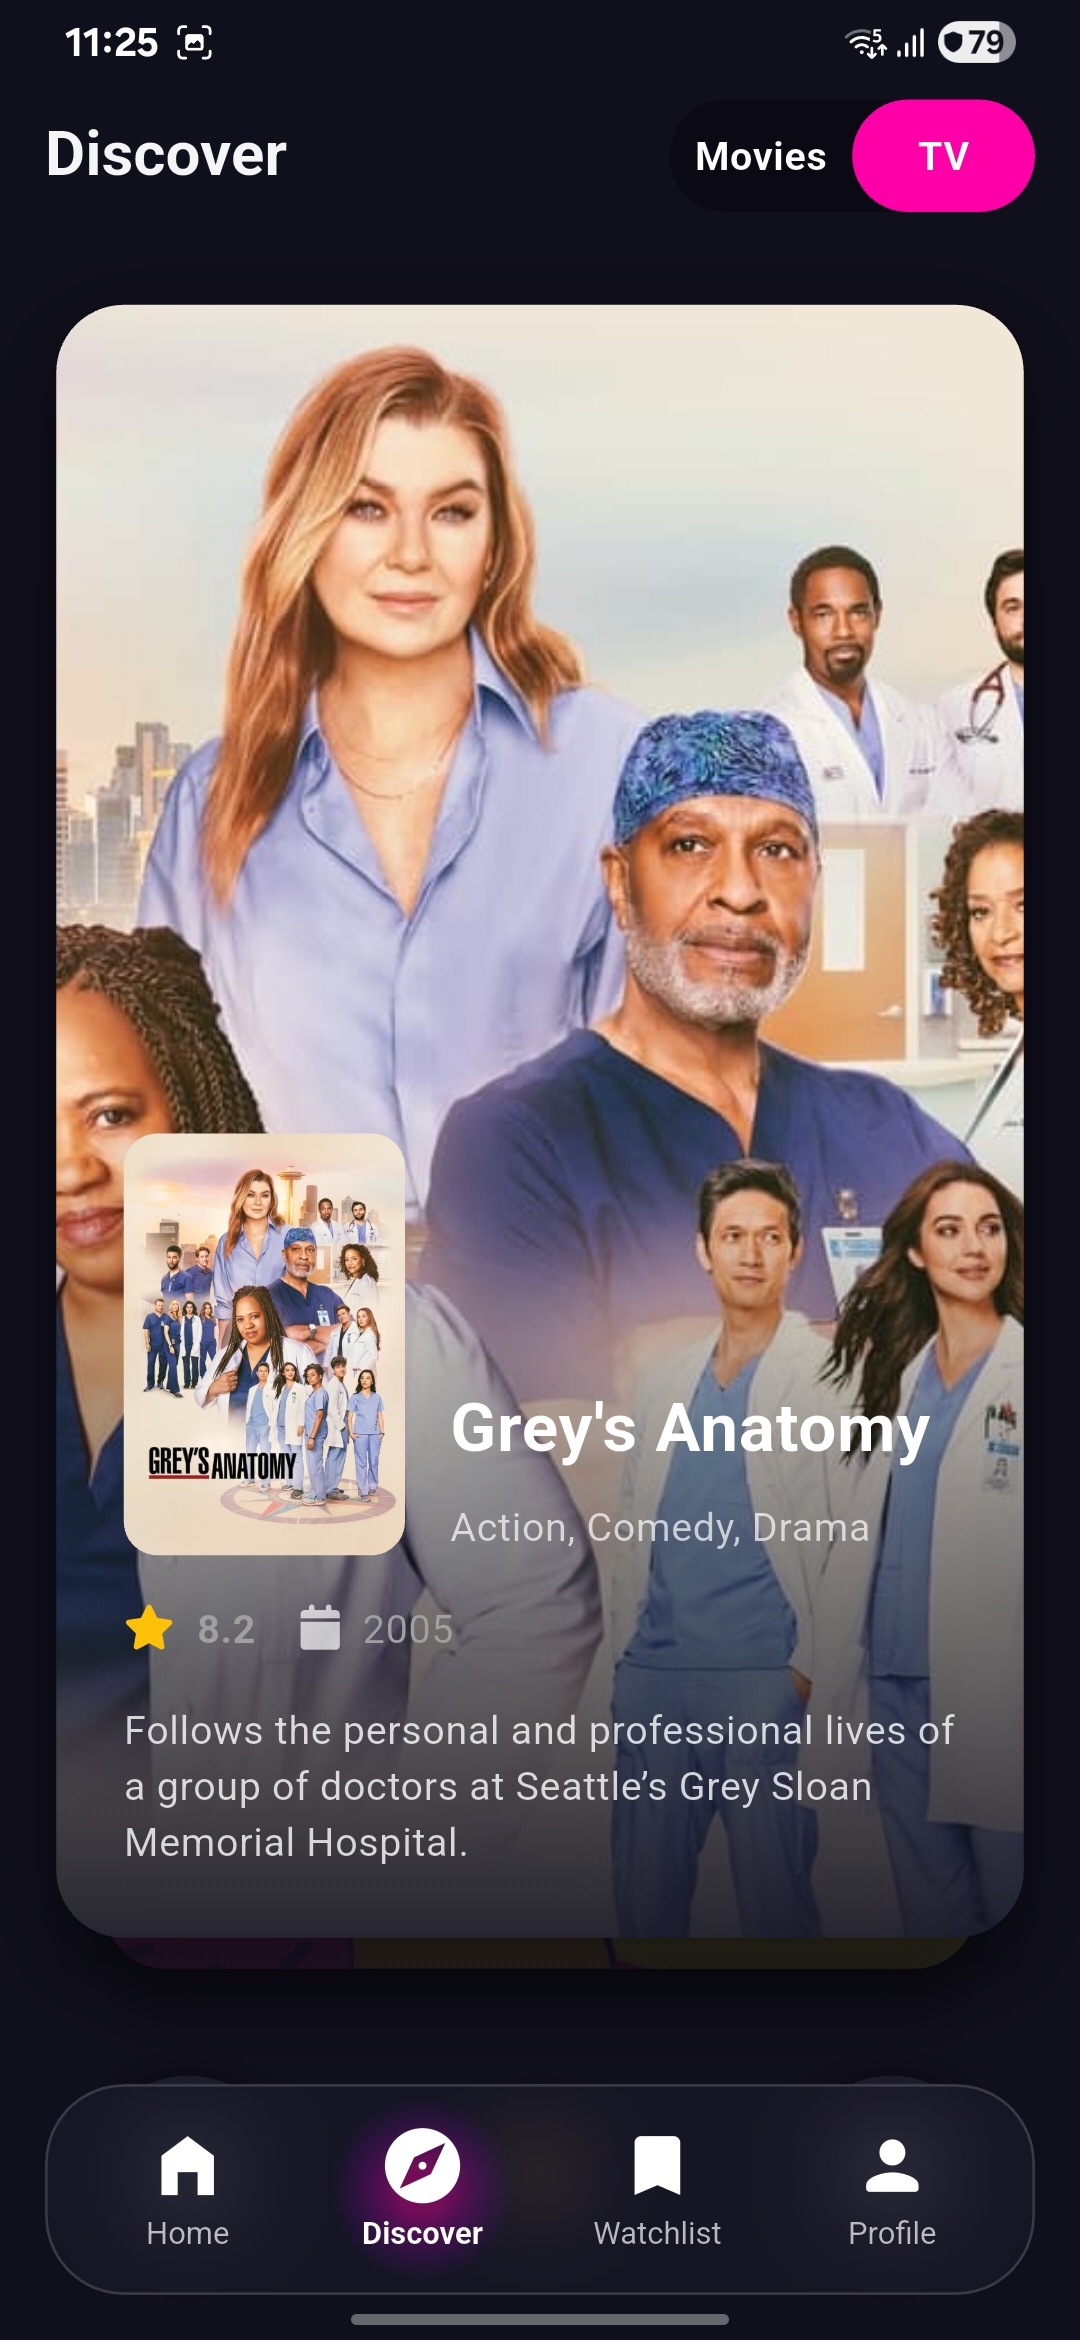 11:25
5
79
Discover
Movies
TV
GREY'S ANATOMY
Grey's Anatomy
Action, Comedy, Drama
8.2
2005
Follows the personal and professional lives of
a group of doctors at Seattle’s Grey Sloan
Memorial Hospital.
Home
Discover
Watchlist
Profile